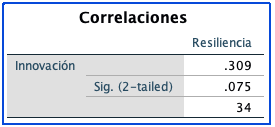 Correlaciones
Resiliencia
Innovación .309
Sig. (2-tailed) .075
34